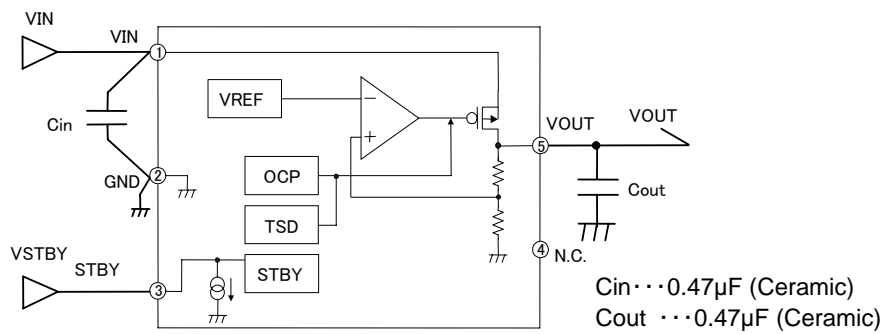 VIN
VIN
①
VREF
−
+
VOUT
VOUT
⑤
Cin
②
GND
OCP
Cout
TSD
④
N.C.
VSTBY
STBY
③
STBY
Cin･･･0.47µF (Ceramic)
Cout ･･･0.47µF (Ceramic)